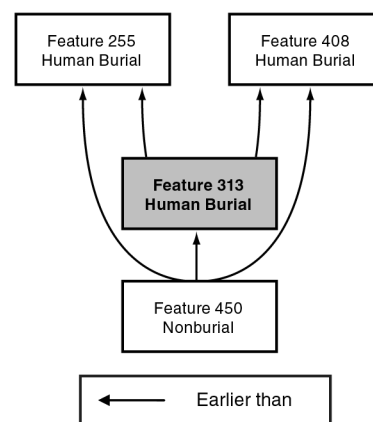 Feature 255
Human Burial
Feature 408
Human Burial
Feature 313
Human Burial
Feature 450
Nonburial
Earlier than